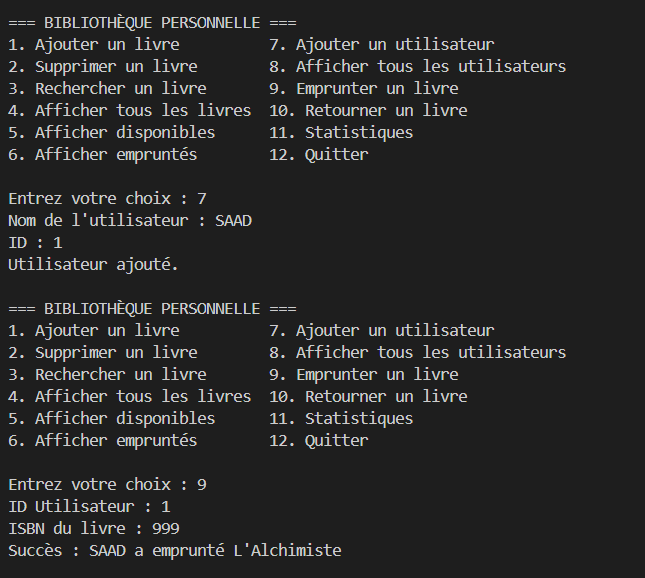 === BIBLIOTHÈQUE PERSONNELLE ===
1. Ajouter un livre          7. Ajouter un utilisateur
2. Supprimer un livre        8. Afficher tous les utilisateurs
3. Rechercher un livre       9. Emprunter un livre
4. Afficher tous les livres  10. Retourner un livre
5. Afficher disponibles      11. Statistiques
6. Afficher empruntés        12. Quitter
Entrez votre choix : 7
Nom de l'utilisateur : SAAD
ID : 1
Utilisateur ajouté.
=== BIBLIOTHÈQUE PERSONNELLE ===
1. Ajouter un livre          7. Ajouter un utilisateur
2. Supprimer un livre        8. Afficher tous les utilisateurs
3. Rechercher un livre       9. Emprunter un livre
4. Afficher tous les livres  10. Retourner un livre
5. Afficher disponibles      11. Statistiques
6. Afficher empruntés        12. Quitter
Entrez votre choix : 9
ID Utilisateur : 1
ISBN du livre : 999
Succès : SAAD a emprunté L'Alchimiste